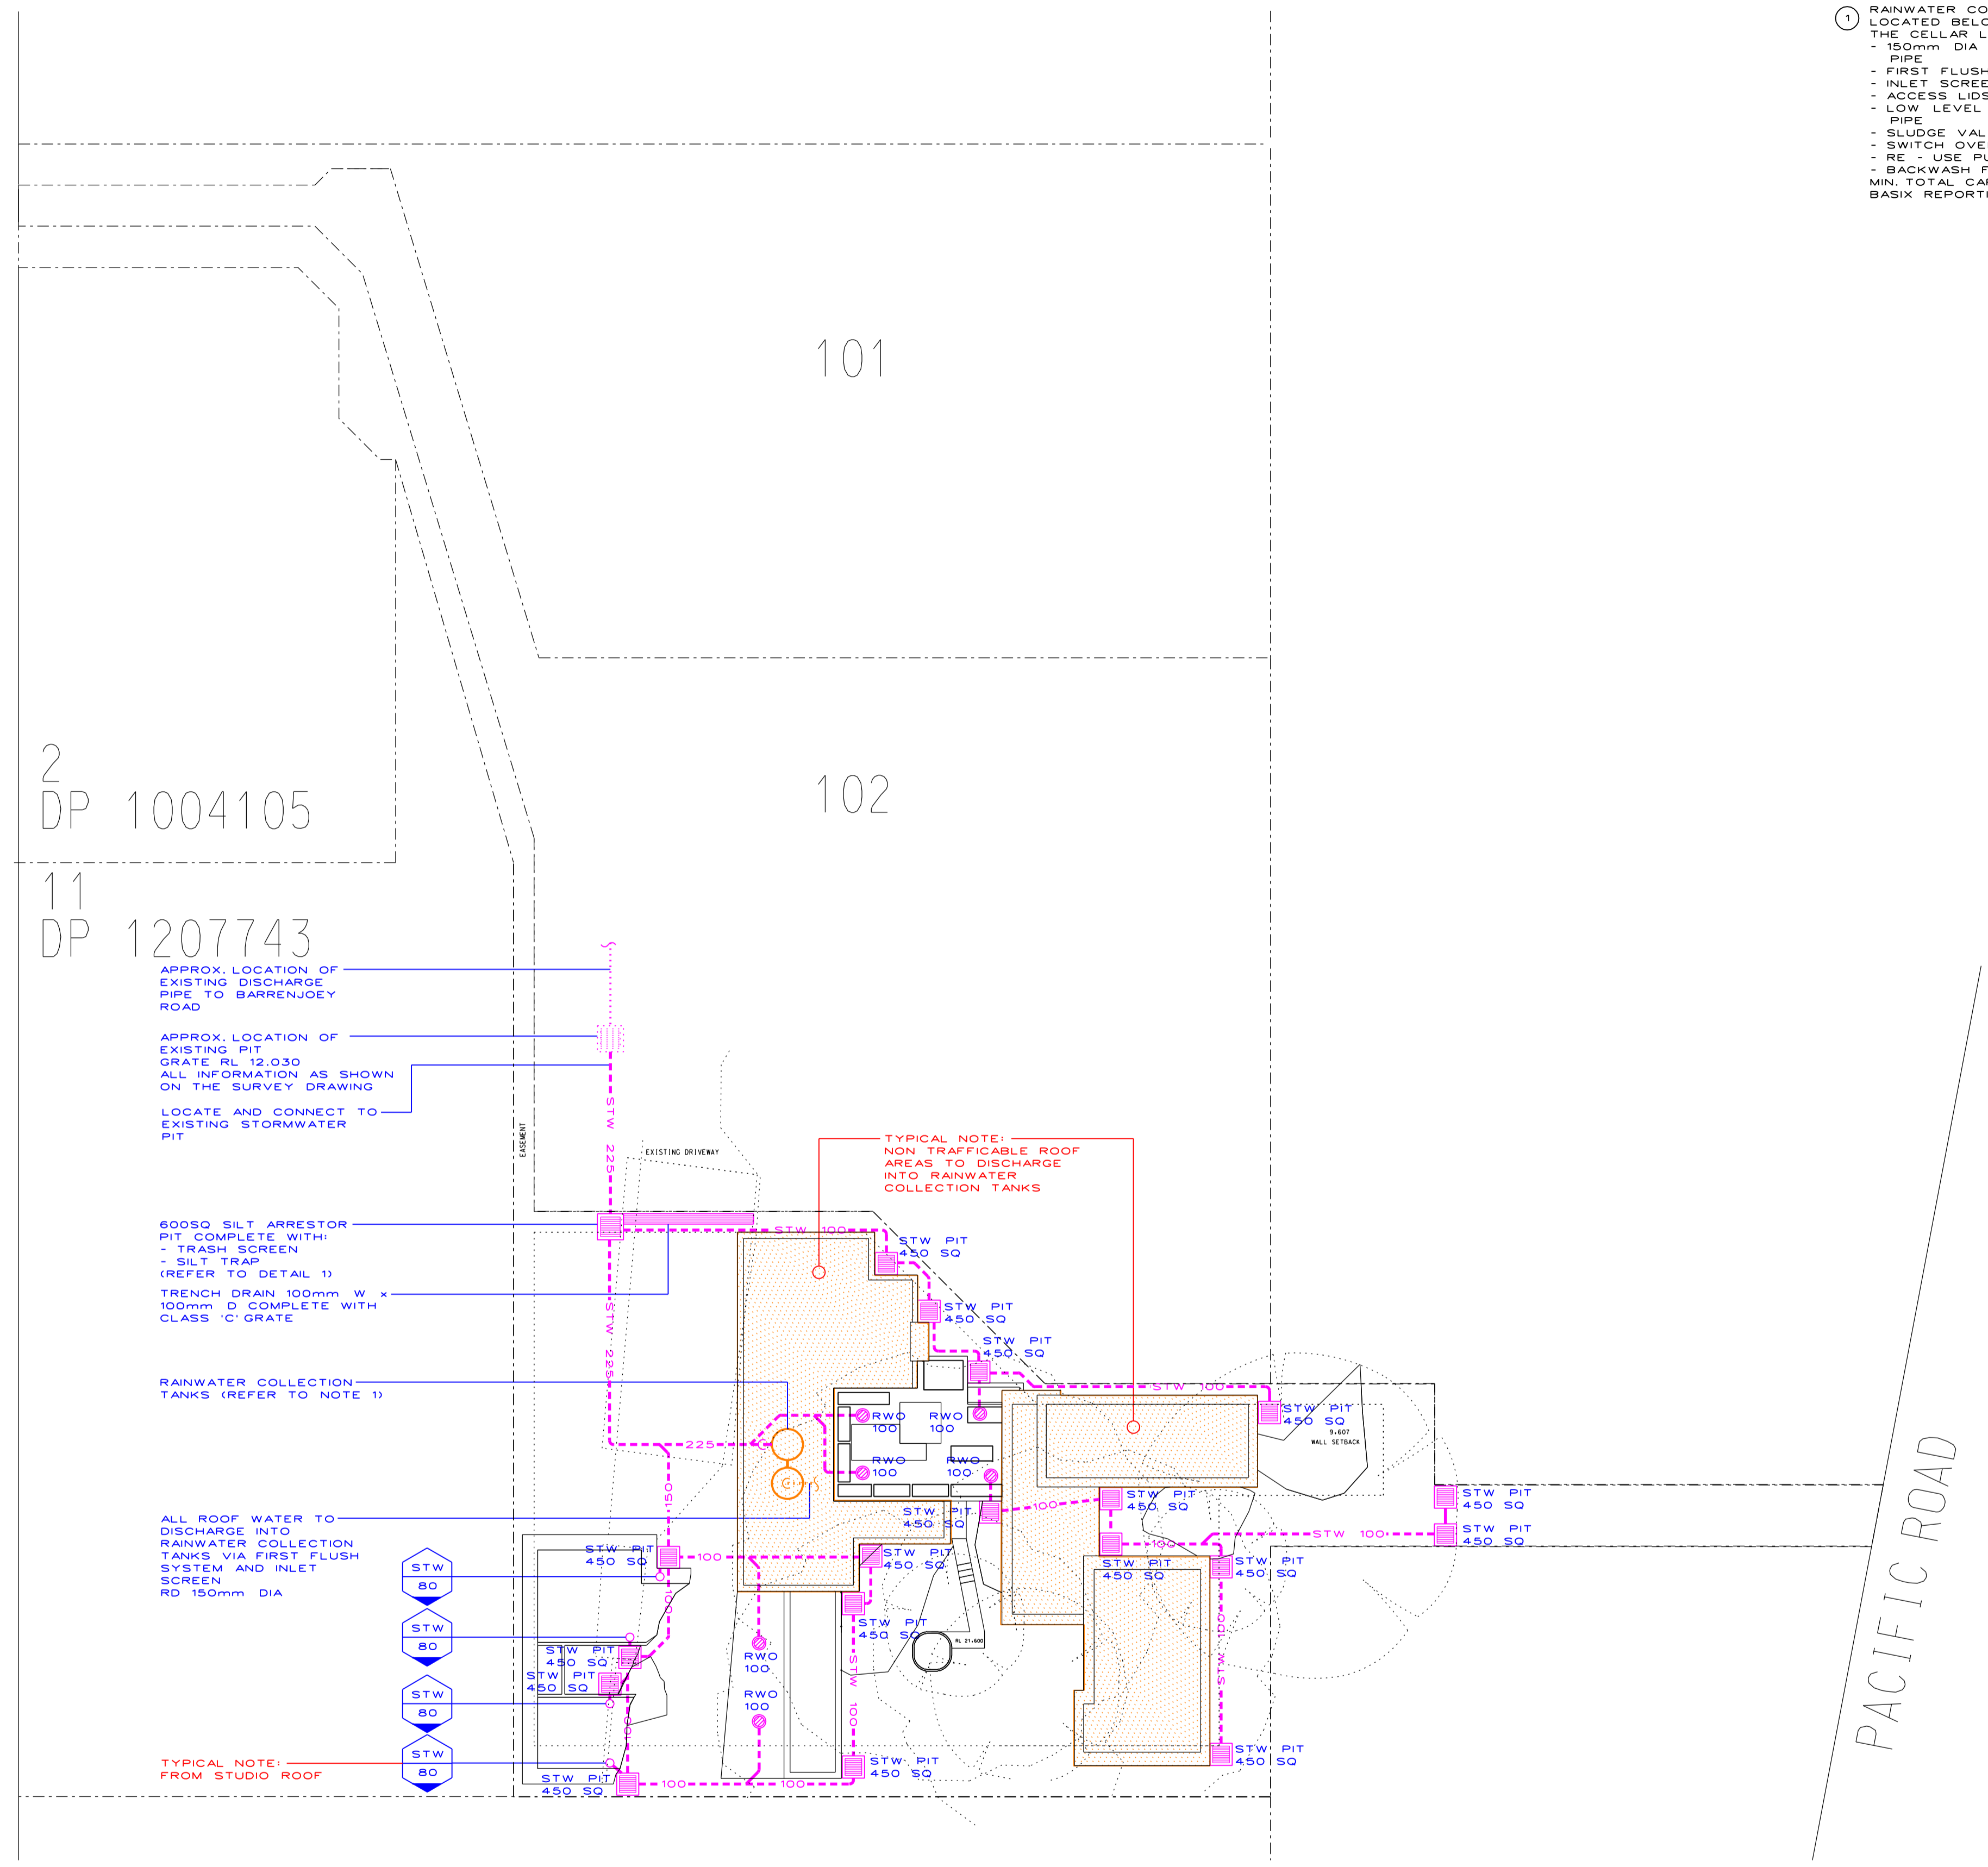 1
RAINWATER
LOCATED
THE CELLAR
- 150mm DIA
PIPE
- FIRST FLUSH
- INLET
- ACCESS LIDS
- LOW LEVEL
PIPE
- SLUDGE
- SWITCH
- RE - USE
- BACKWASH
MIN. TOTAL
BASIX
101
102
2
DP 1004105
11
DP 1207743
APPROX. LOCATION OF
EXISTING DISCHARGE
PIPE TO BARRENJOEY
ROAD
APPROX. LOCATION OF
EXISTING PIT
GRATE RL 12.030
ALL INFORMATION AS SHOWN
ON THE SURVEY DRAWING
LOCATE AND CONNECT TO
EXISTING STORMWATER
PIT
STW 225
EASEMENT
EXISTING DRIVEWAY
TYPICAL NOTE:
NON TRAFFICABLE ROOF
AREAS TO DISCHARGE
INTO RAINWATER
COLLECTION TANKS
600SQ SILT ARRESTOR
PIT COMPLETE WITH:
- TRASH SCREEN
- SILT TRAP
(REFER TO DETAIL 1)
TRENCH DRAIN 100mm W x
100mm D COMPLETE WITH
CLASS 'C' GRATE
STW 100
STW PIT
450 SQ
STW PIT
450 SQ
STW PIT
450 SQ
STW 225
RAINWATER COLLECTION
TANKS (REFER TO NOTE 1)
STW 100
STW PIT
450 SQ
9.607
WALL SETBACK
RWO
100
RWO
100
225
RWO
100
RWO
100
150
STW PIT
450 SQ
100
STW PIT
450 SQ
STW PIT
450 SQ
STW PIT
450 SQ
STW 100
ALL ROOF WATER TO
DISCHARGE INTO
RAINWATER COLLECTION
TANKS VIA FIRST FLUSH
SYSTEM AND INLET
SCREEN
RD 150mm DIA
STW PIT
450 SQ
100
STW PIT
450 SQ
100
STW PIT
450 SQ
STW PIT
450 SQ
STW
80
100
STW PIT
450 SQ
STW 100
STW
80
RL 21.600
STW PIT
450 SQ
RWO
100
STW PIT
450 SQ
STW 100
STW
80
RWO
100
100
STW
80
STW PIT
450 SQ
STW PIT
450 SQ
TYPICAL NOTE:
FROM STUDIO ROOF
STW PIT
450 SQ
100
100
PACIFIC ROAD